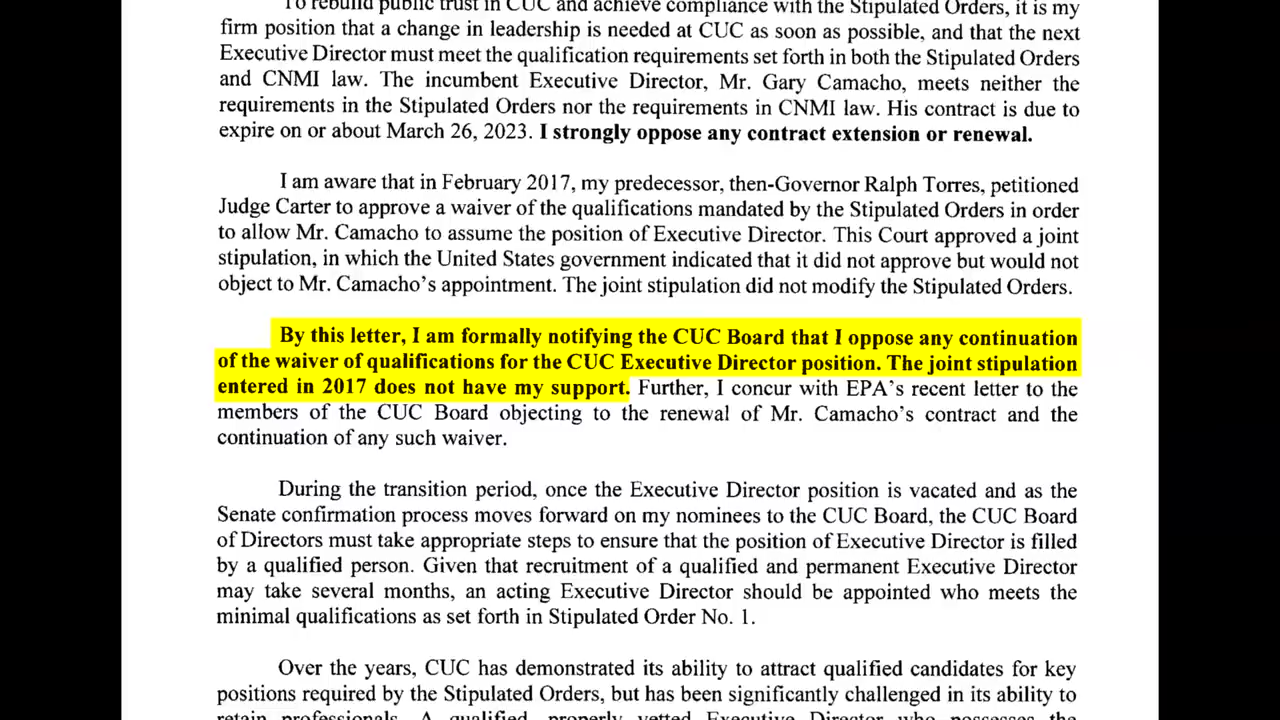 To rebuild public trust in CUC and achieve compliance with the Stipulated Orders, it is my
firm position that a change in leadership is needed at CUC as soon as possible, and that the next
Executive Director must meet the qualification requirements set forth in both the Stipulated Orders
and CNMI law. The incumbent Executive Director, Mr. Gary Camacho, meets neither the
requirements in the Stipulated Orders nor the requirements in CNMI law. His contract is due to
expire on or about March 26, 2023. I strongly oppose any contract extension or renewal.
I am aware that in February 2017, my predecessor, then-Governor Ralph Torres, petitioned
Judge Carter to approve a waiver of the qualifications mandated by the Stipulated Orders in order
to allow Mr. Camacho to assume the position of Executive Director. This Court approved a joint
stipulation, in which the United States government indicated that it did not approve but would not
object to Mr. Camacho's appointment. The joint stipulation did not modify the Stipulated Orders.
By this letter, I am formally notifying the CUC Board that I oppose any continuation
of the waiver of qualifications for the CUC Executive Director position. The joint stipulation
entered in 2017 does not have my support. Further, I concur with EPA's recent letter to the
members of the CUC Board objecting to the renewal of Mr. Camacho's contract and the
continuation of any such waiver.
During the transition period, once the Executive Director position is vacated and as the
Senate confirmation process moves forward on my nominees to the CUC Board, the CUC Board
of Directors must take appropriate steps to ensure that the position of Executive Director is filled
by a qualified person. Given that recruitment of a qualified and permanent Executive Director
may take several months, an acting Executive Director should be appointed who meets the
minimal qualifications as set forth in Stipulated Order No. 1.
Over the years, CUC has demonstrated its ability to attract qualified candidates for key
positions required by the Stipulated Orders, but has been significantly challenged in its ability to
retain professionals. A qualified, properly vetted Executive Director who possesses the